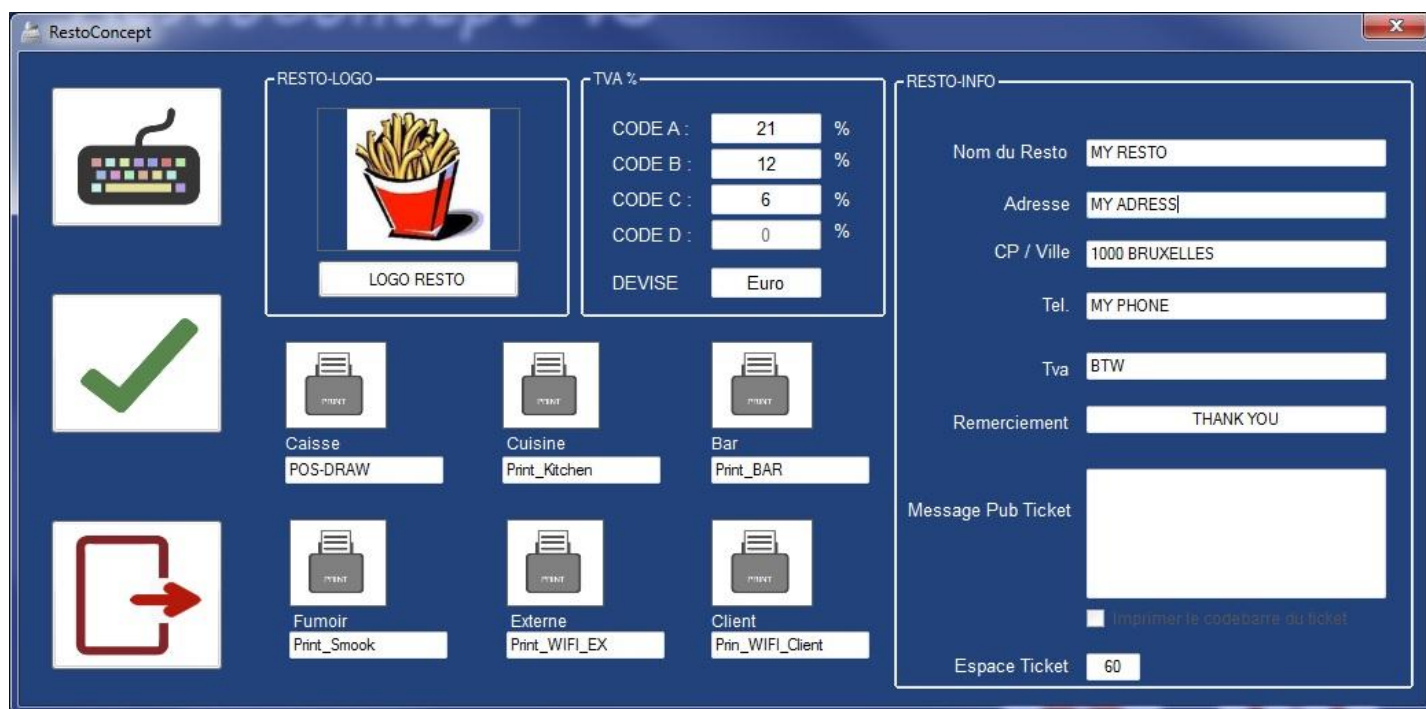 RestoConcept V8
RestoConcept
RESTO-LOGO
LOGO RESTO
TVA %
CODE A : 21 %
CODE B : 12 %
CODE C : 6 %
CODE D : 0 %
DEVISE Euro
PRINT
Caisse
POS-DRAW
PRINT
Cuisine
Print_Kitchen
PRINT
Bar
Print_BAR
PRINT
Fumoir
Print_Smook
PRINT
Externe
Print_WIFI_EX
PRINT
Client
Prin_WIFI_Client
RESTO-INFO
Nom du Resto MY RESTO
Adresse MY ADRESS
CP / Ville 1000 BRUXELLES
Tel. MY PHONE
Tva BTW
Remerciement THANK YOU
Message Pub Ticket
Imprimer le codebarre du ticket
Espace Ticket 60